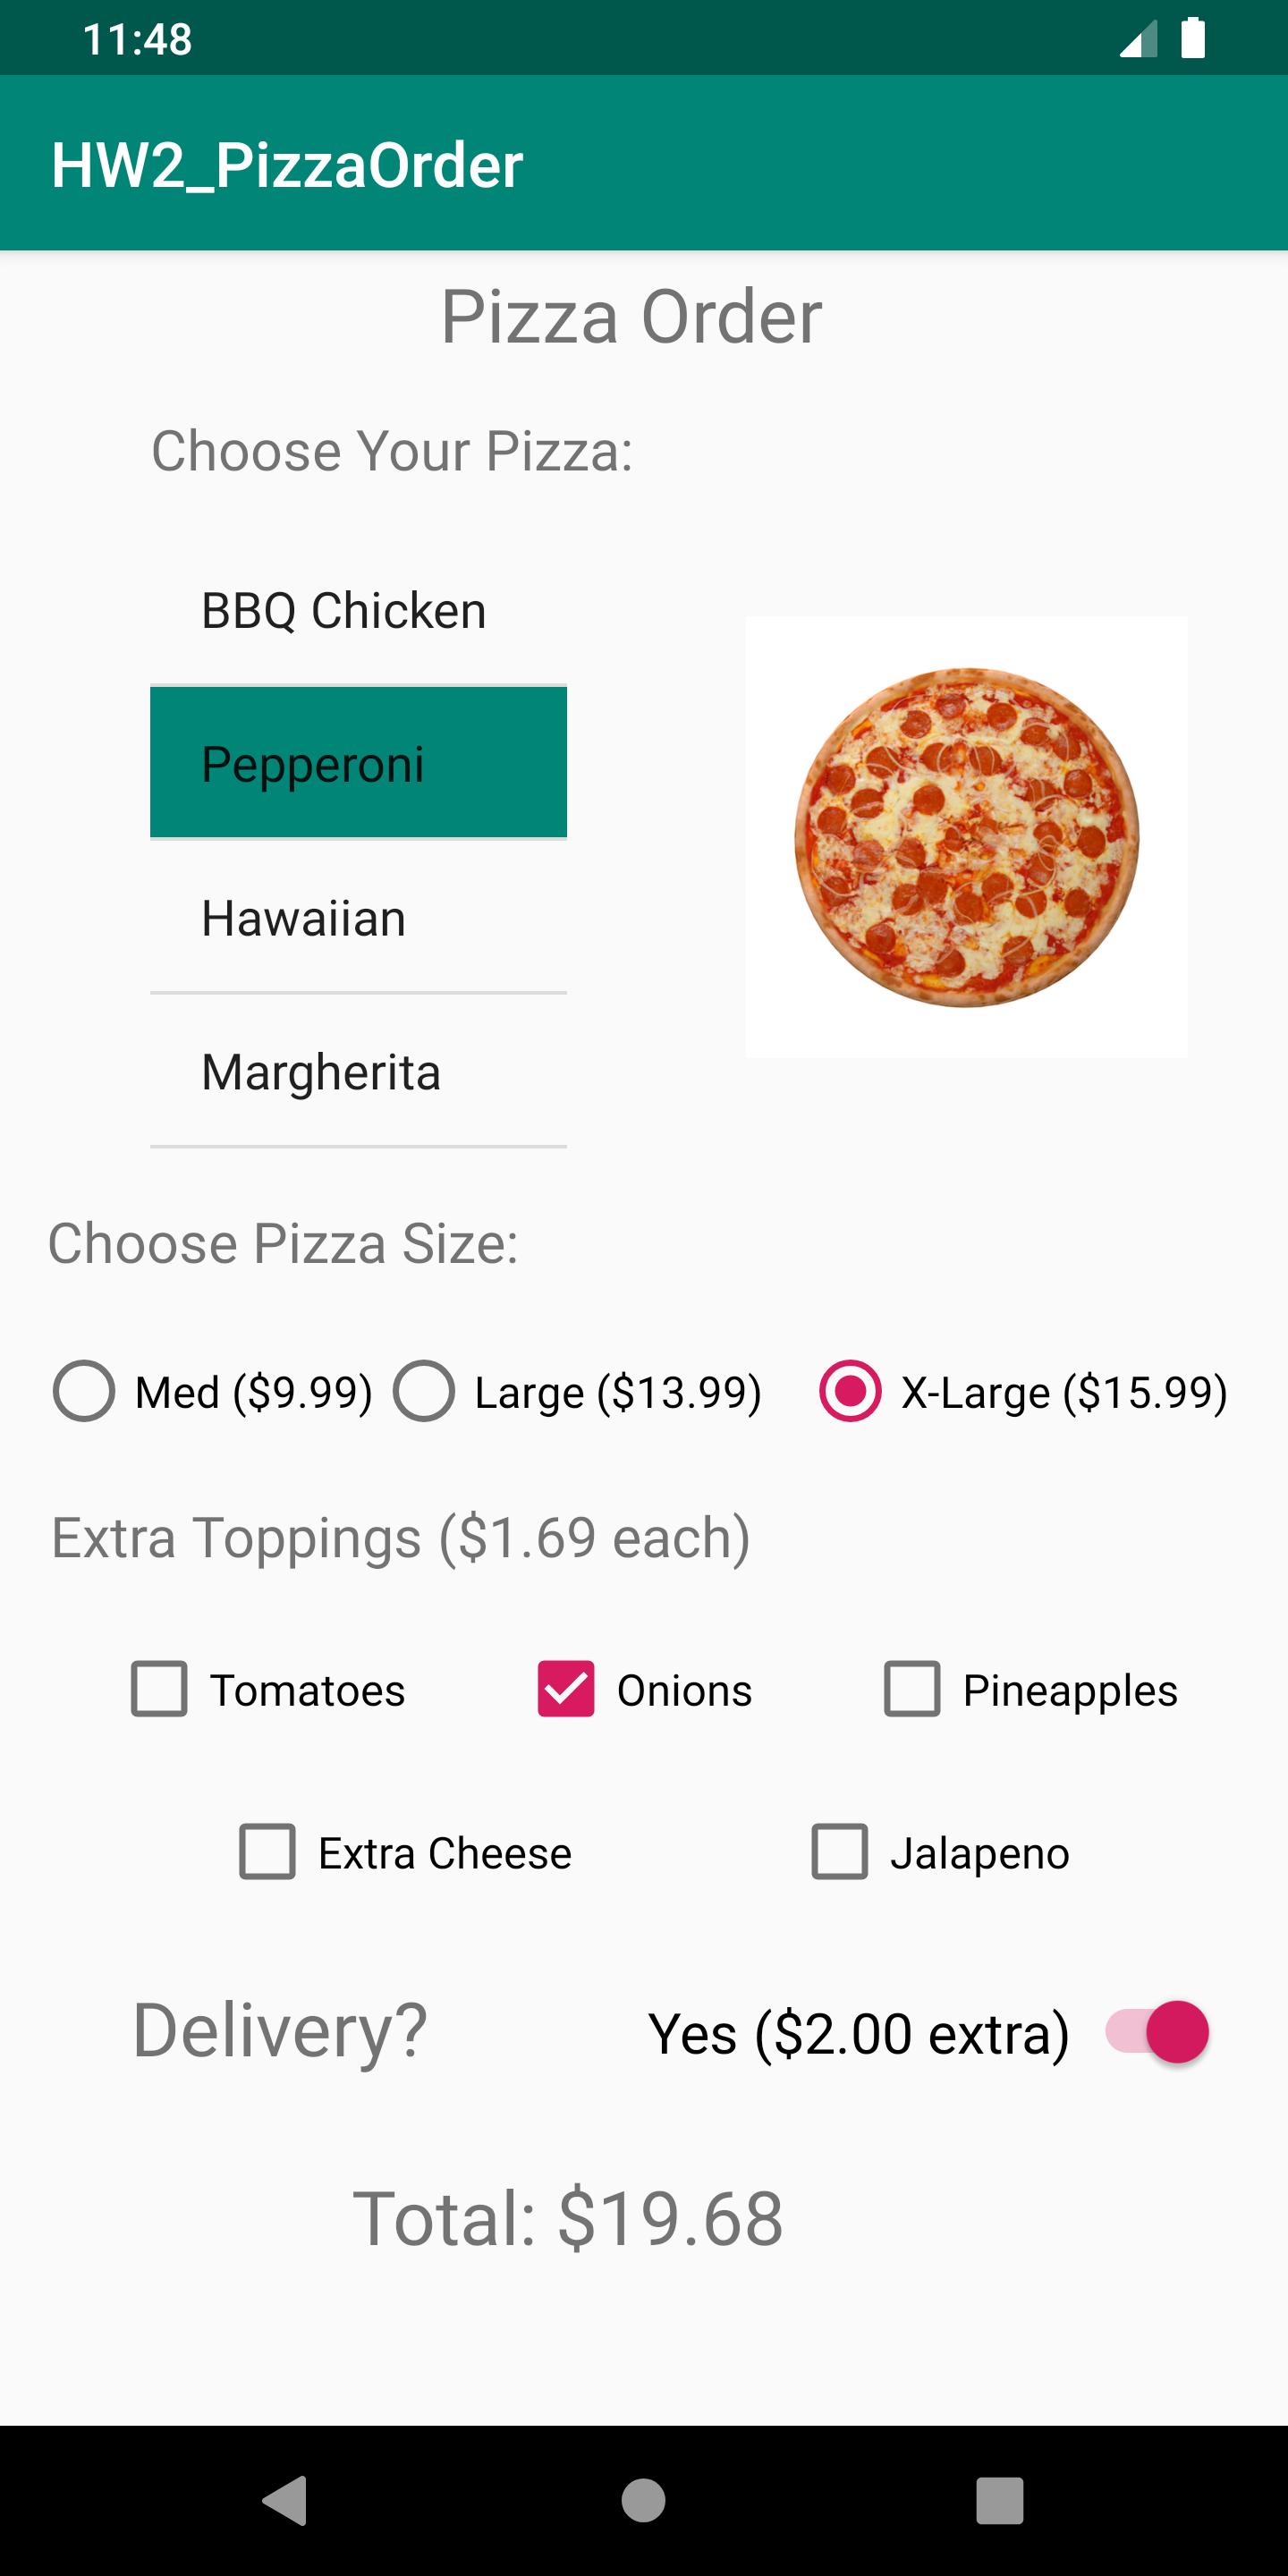 11:48
HW2_PizzaOrder
Pizza Order
Choose Your Pizza:
BBQ Chicken
Pepperoni
Hawaiian
Margherita
Choose Pizza Size:
Med ($9.99) Large ($13.99) X-Large ($15.99)
Extra Toppings ($1.69 each)
Tomatoes Onions Pineapples
Extra Cheese Jalapeno
Delivery? Yes ($2.00 extra)
Total: $19.68